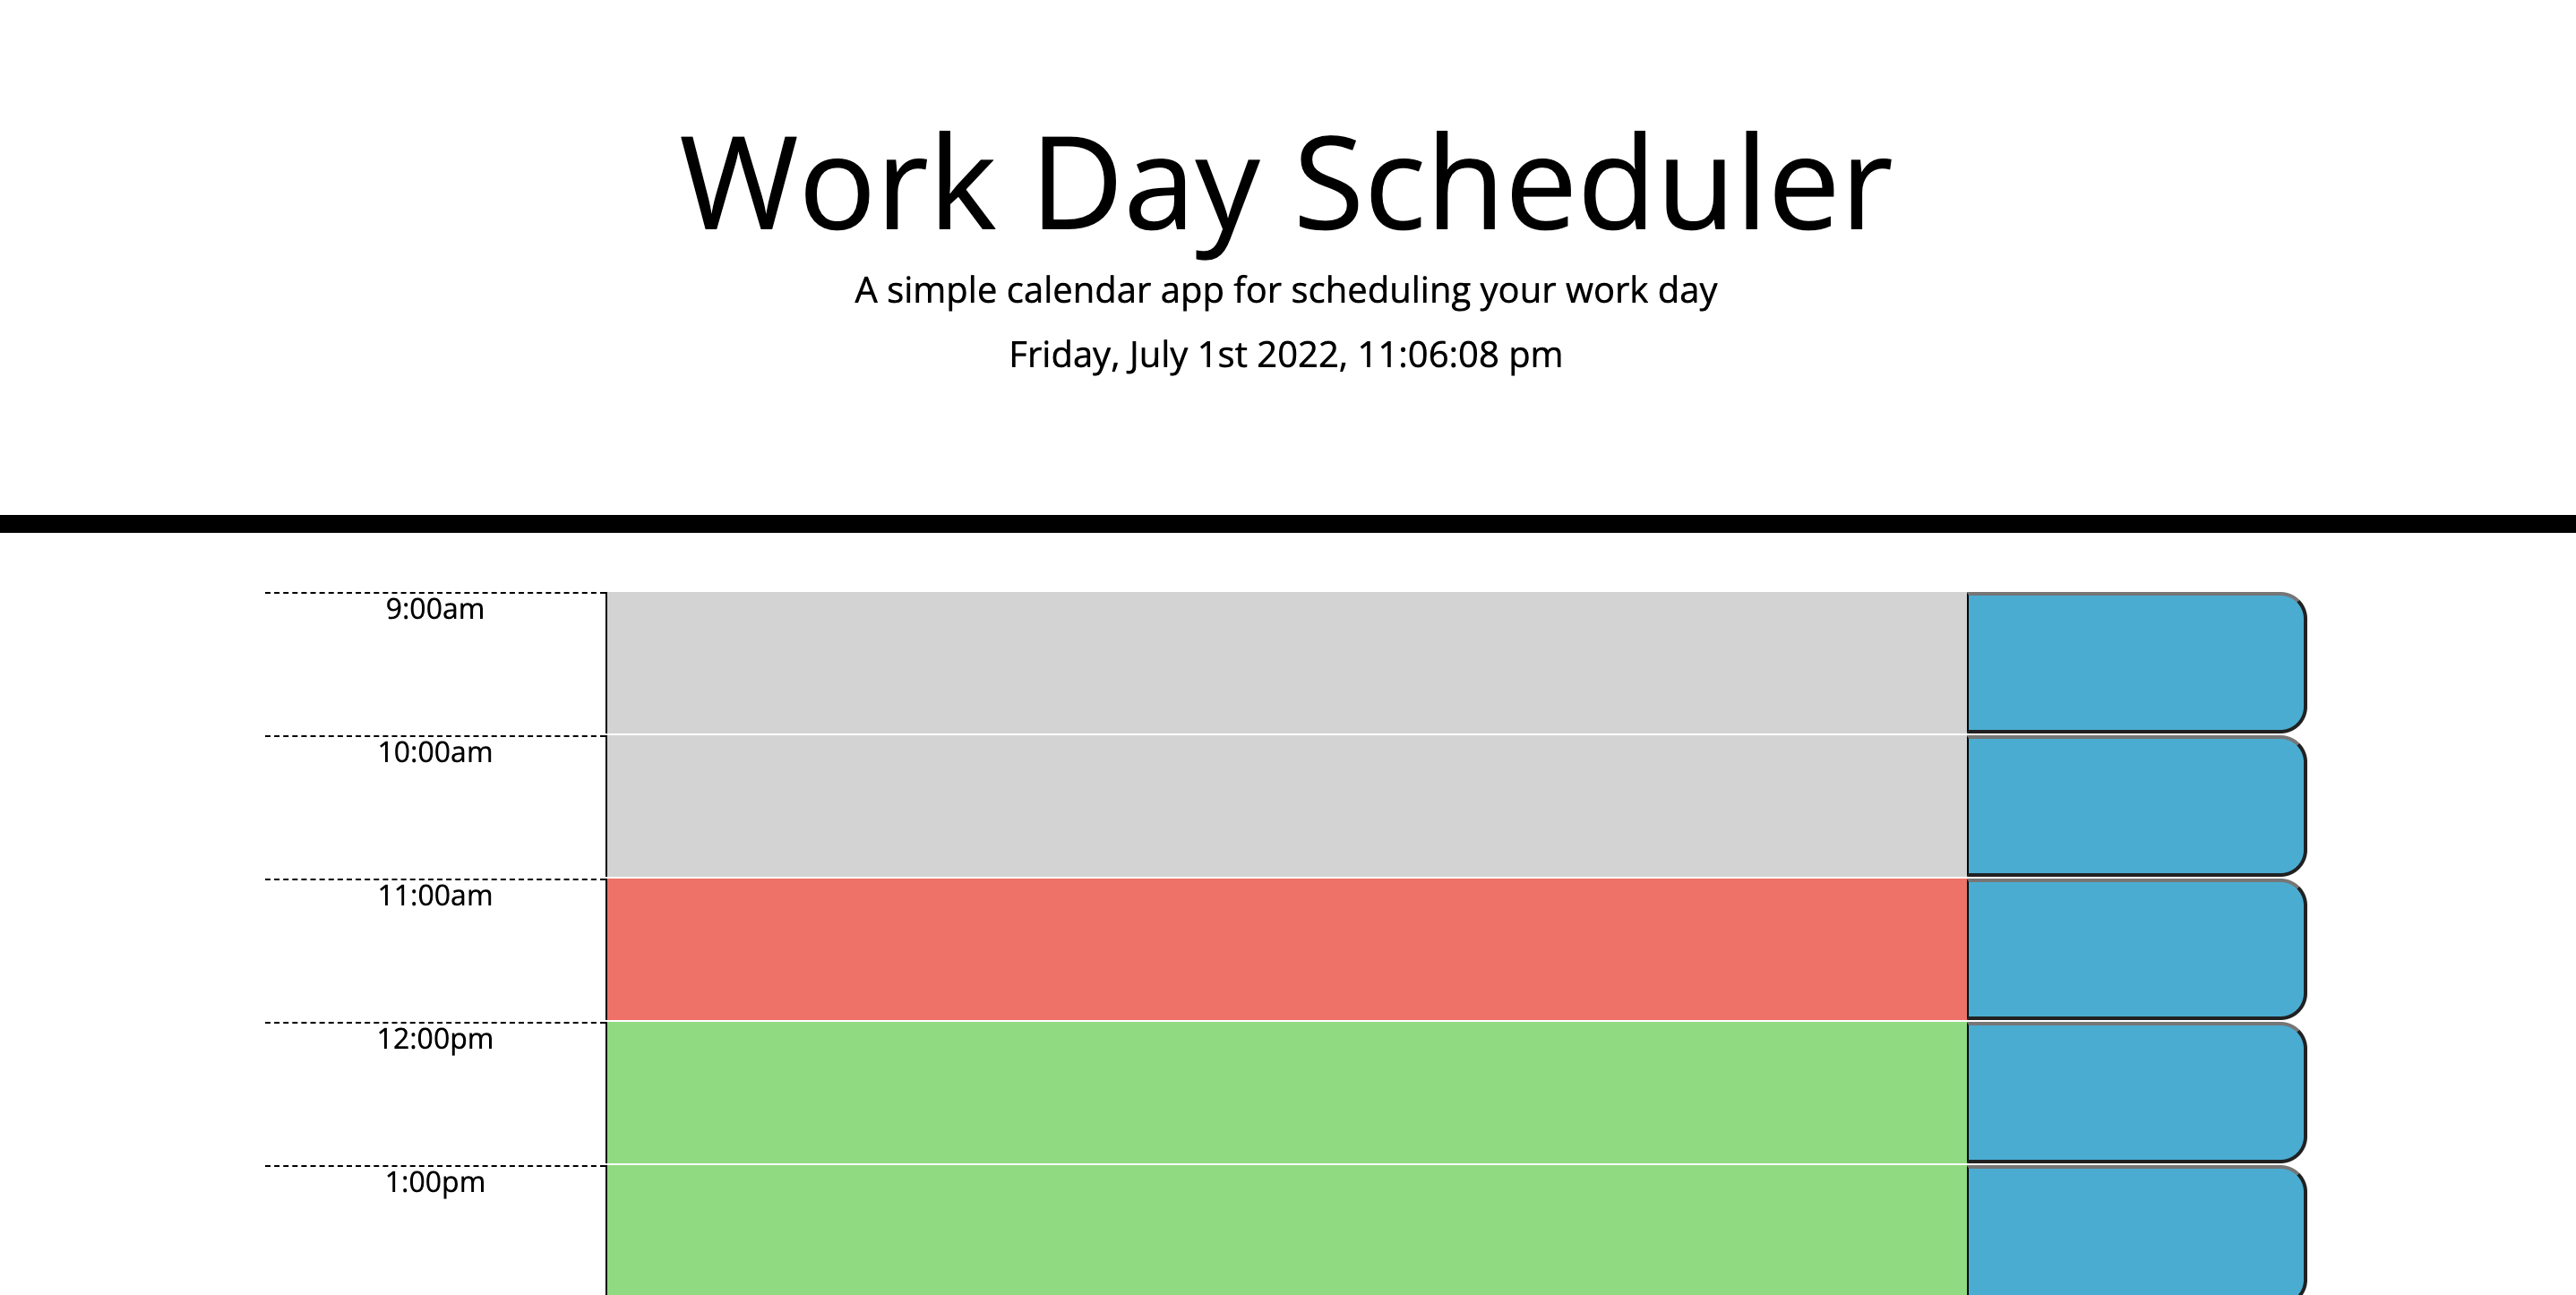 Work Day Scheduler
A simple calendar app for scheduling your work day
Friday, July 1st 2022, 11:06:08 pm
9:00am
10:00am
11:00am
12:00pm
1:00pm